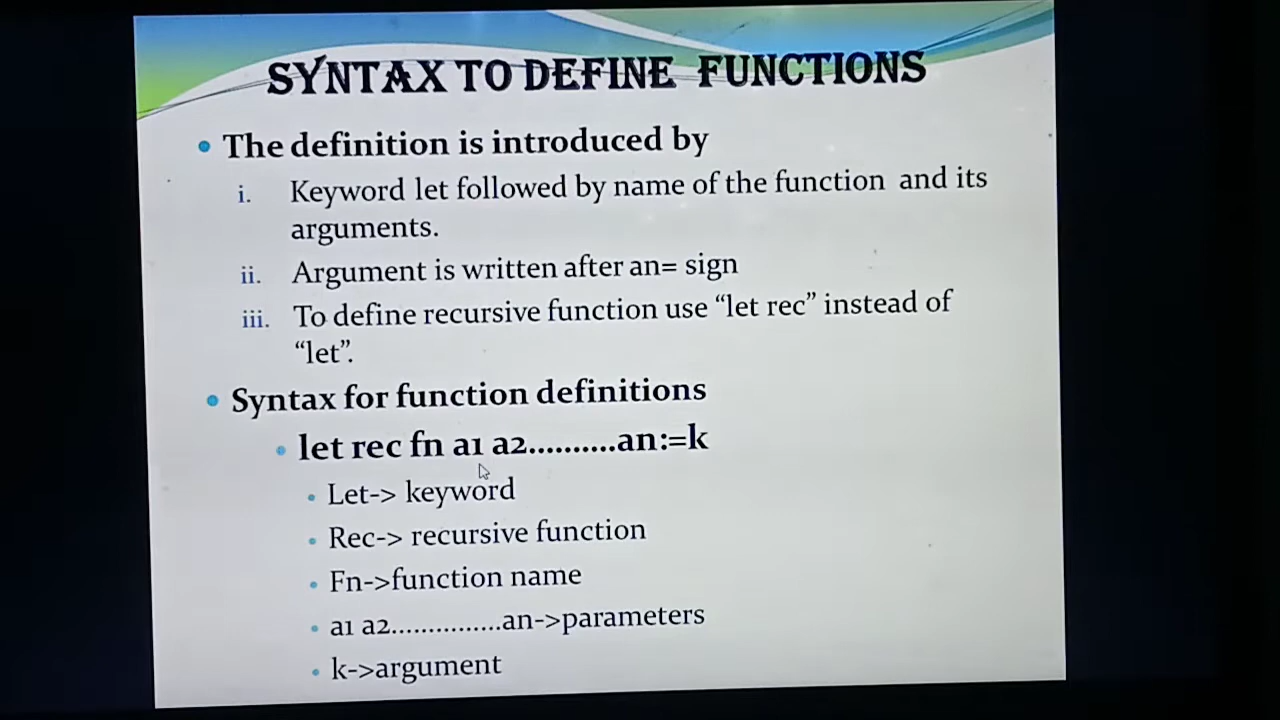 SYNTAX TO DEFINE FUNCTIONS
• The definition is introduced by
i. Keyword let followed by name of the function and its
arguments.
ii. Argument is written after an= sign
iii. To define recursive function use “let rec” instead of
“let”.
• Syntax for function definitions
• let rec fn a1 a2..........an:=k
• Let-> keyword
• Rec-> recursive function
• Fn->function name
• a1 a2...............an->parameters
• k->argument